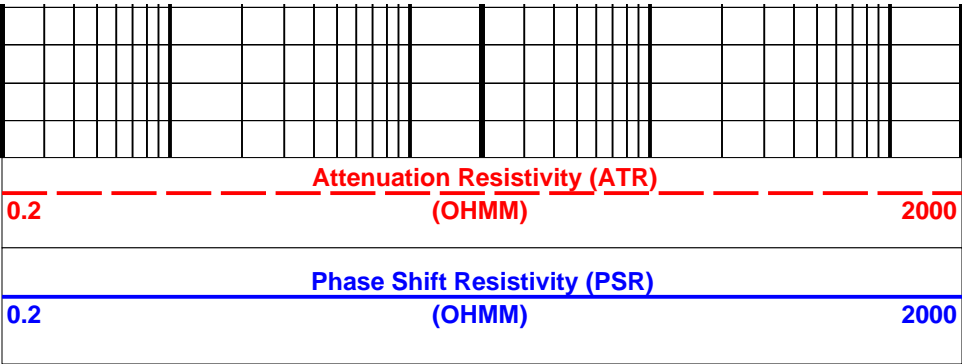 Attenuation Resistivity (ATR)
0.2 (OHMM) 2000
Phase Shift Resistivity (PSR)
0.2 (OHMM) 2000